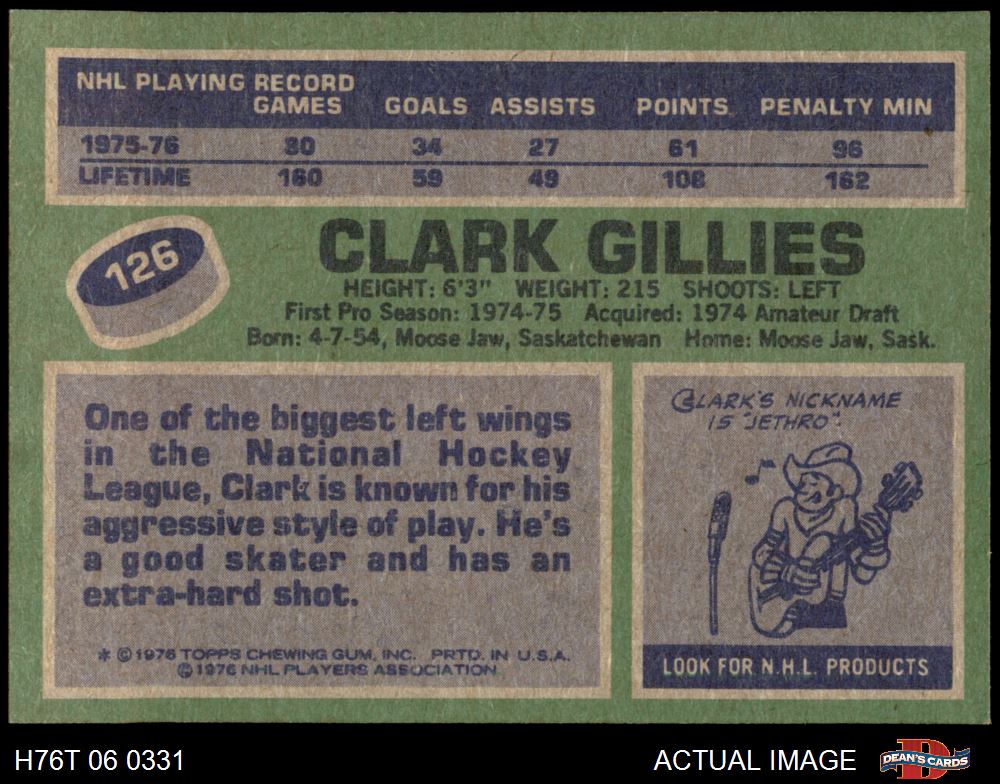 NHL PLAYING RECORD
GAMES GOALS ASSISTS POINTS PENALTY MIN
1975-76 80 34 27 61 96
LIFETIME 160 59 49 108 162
126
CLARK GILLIES
HEIGHT: 6'3" WEIGHT: 215 SHOOTS: LEFT
First Pro Season: 1974-75 Acquired: 1974 Amateur Draft
Born: 4-7-54, Moose Jaw, Saskatchewan Home: Moose Jaw, Sask.
One of the biggest left wings
in the National Hockey
League, Clark is known for his
aggressive style of play. He's
a good skater and has an
extra-hard shot.
* © 1976 TOPPS CHEWING GUM, INC. PRTD. IN U.S.A.
© 1976 NHL PLAYERS ASSOCIATION
CLARK'S NICKNAME
IS "JETHRO".
LOOK FOR N.H.L. PRODUCTS
H76T 06 0331
ACTUAL IMAGE
DEAN'S CARDS